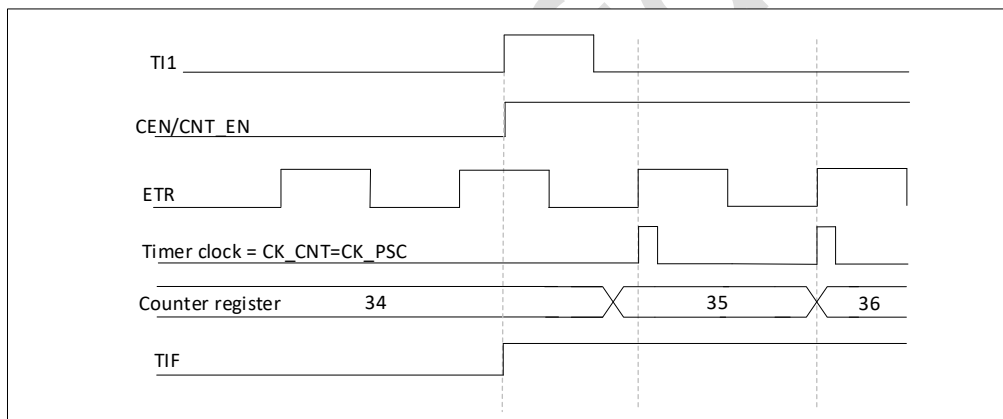 TI1
CEN/CNT_EN
ETR
Timer clock = CK_CNT=CK_PSC
Counter register 34 35 36
TIF